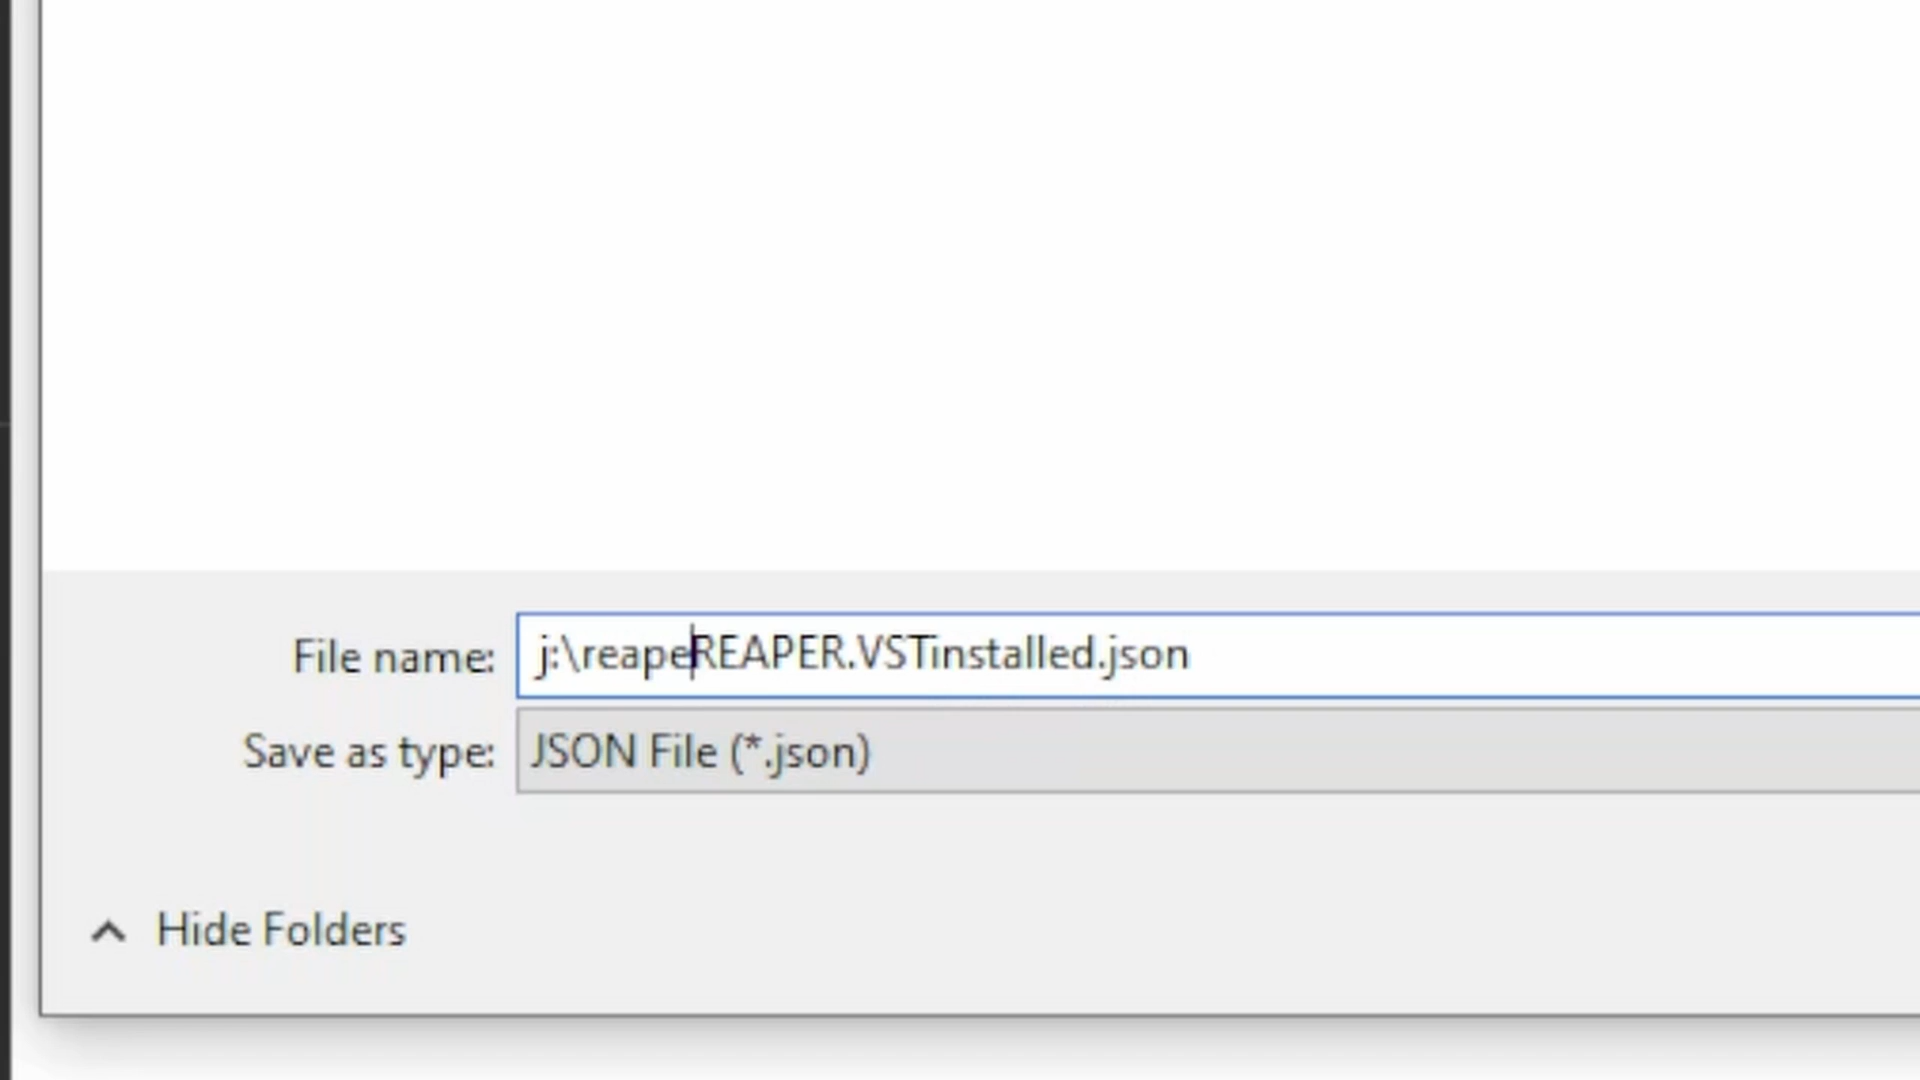 File name: j:\reapeREAPER.VSTinstalled.json
Save as type: JSON File (*.json)
Hide Folders